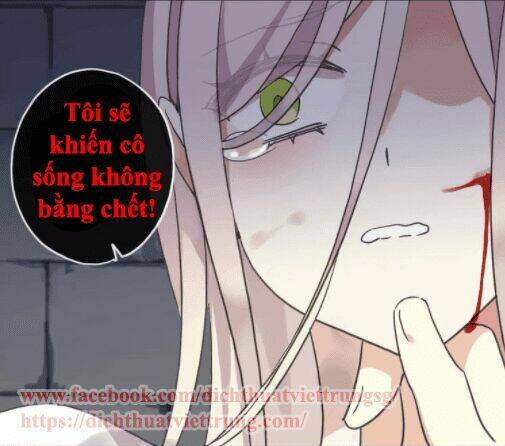 Tôi sẽ
khiến cô
sống không
bằng chết!
www.facebook.com/dichthuatviettrungsg/
https://dichthuatviettrung.com/